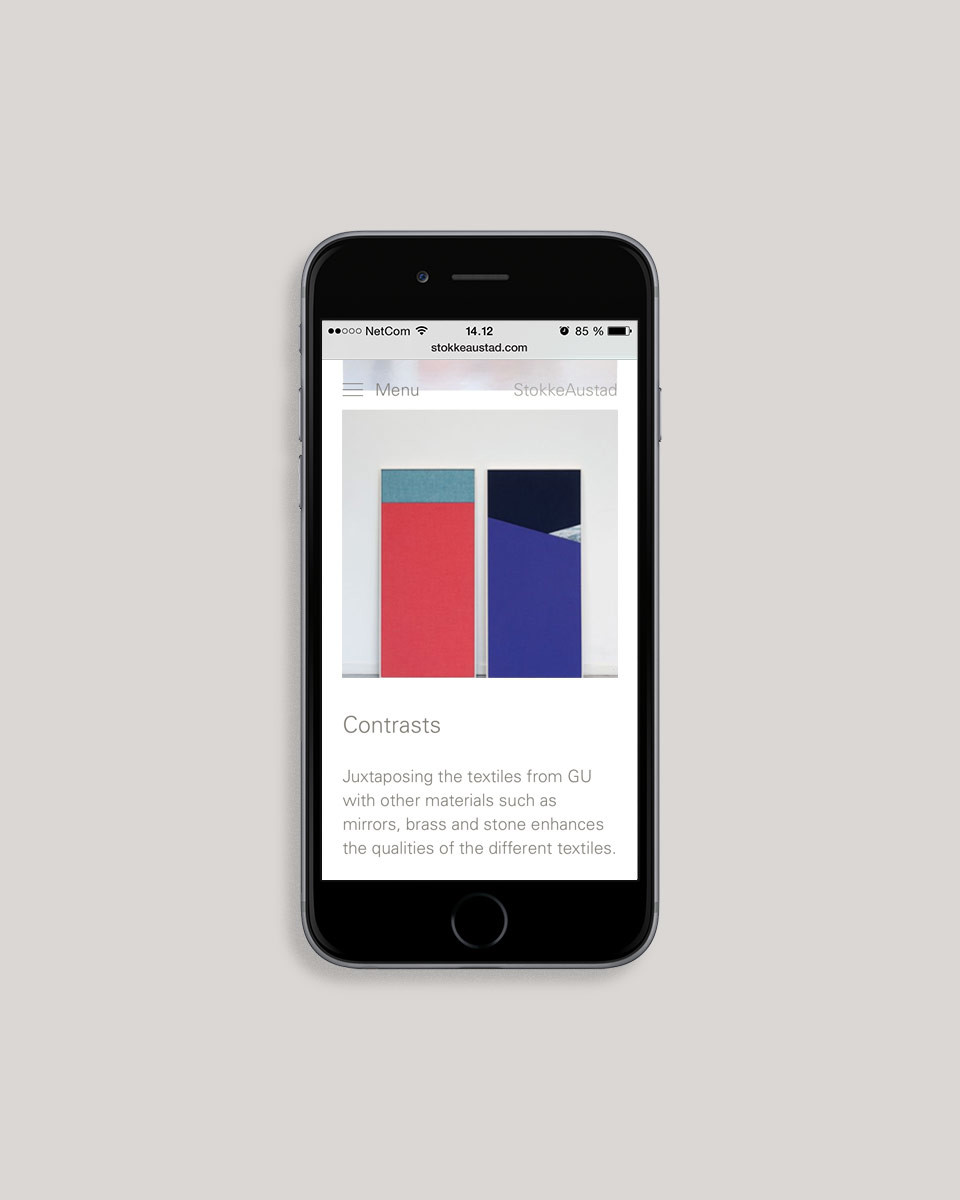 NetCom 14.12 85 %
stokkeaustad.com
Menu StokkeAustad
Contrasts
Juxtaposing the textiles from GU
with other materials such as
mirrors, brass and stone enhances
the qualities of the different textiles.